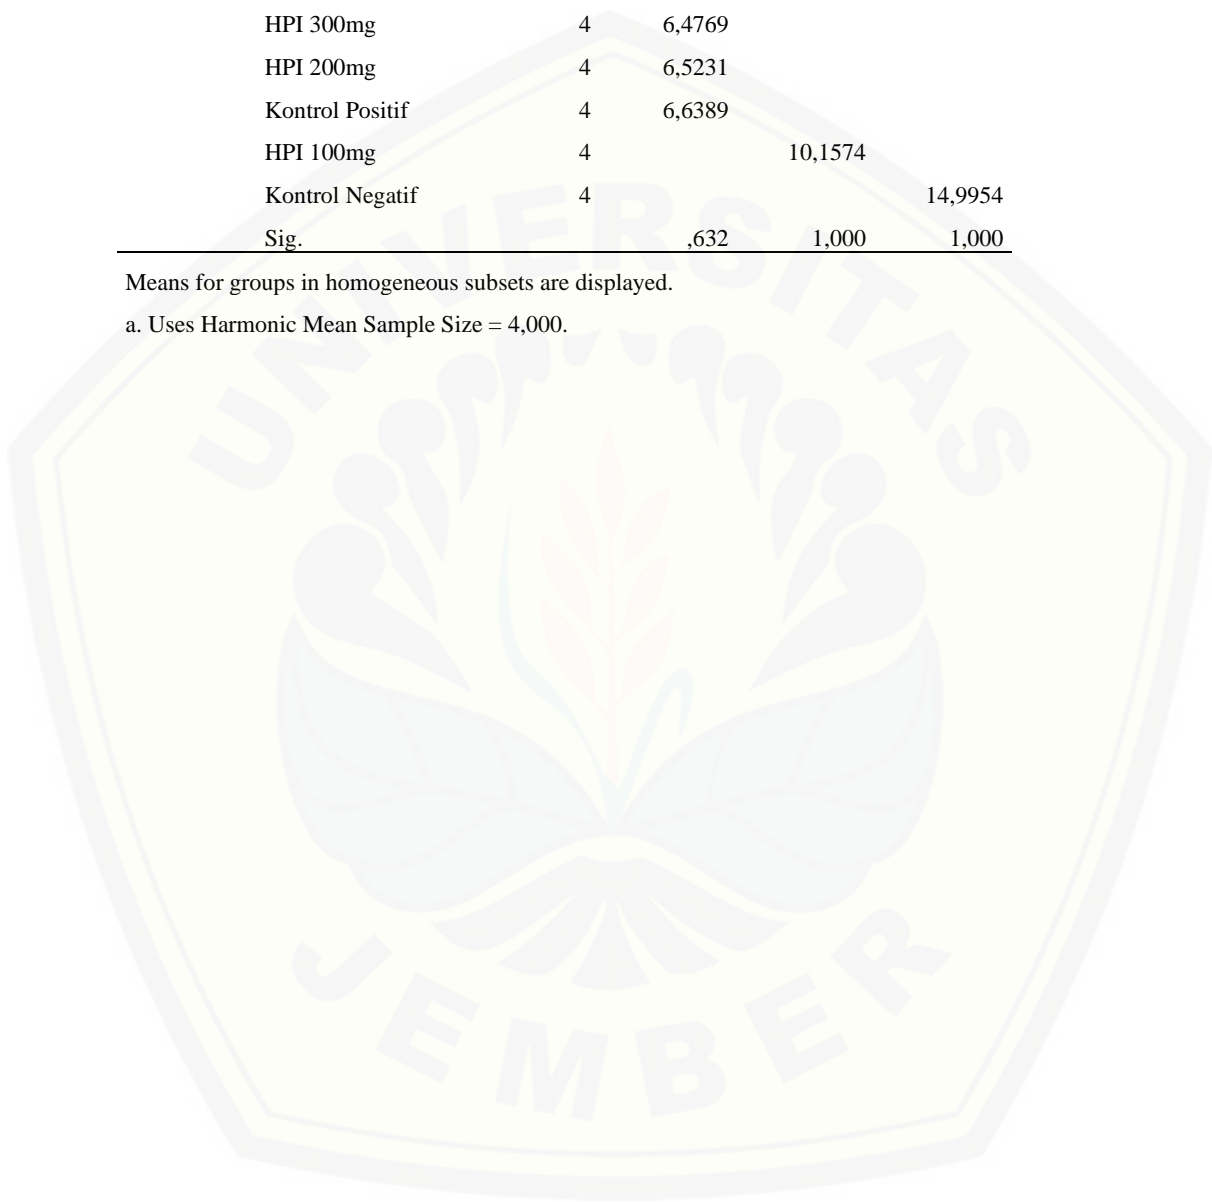 HPI 300mg 4 6,4769
HPI 200mg 4 6,5231
Kontrol Positif 4 6,6389
HPI 100mg 4 10,1574
Kontrol Negatif 4 14,9954
Sig. ,632 1,000 1,000
Means for groups in homogeneous subsets are displayed.
a. Uses Harmonic Mean Sample Size = 4,000.
UNIVERSITAS
JEMBER